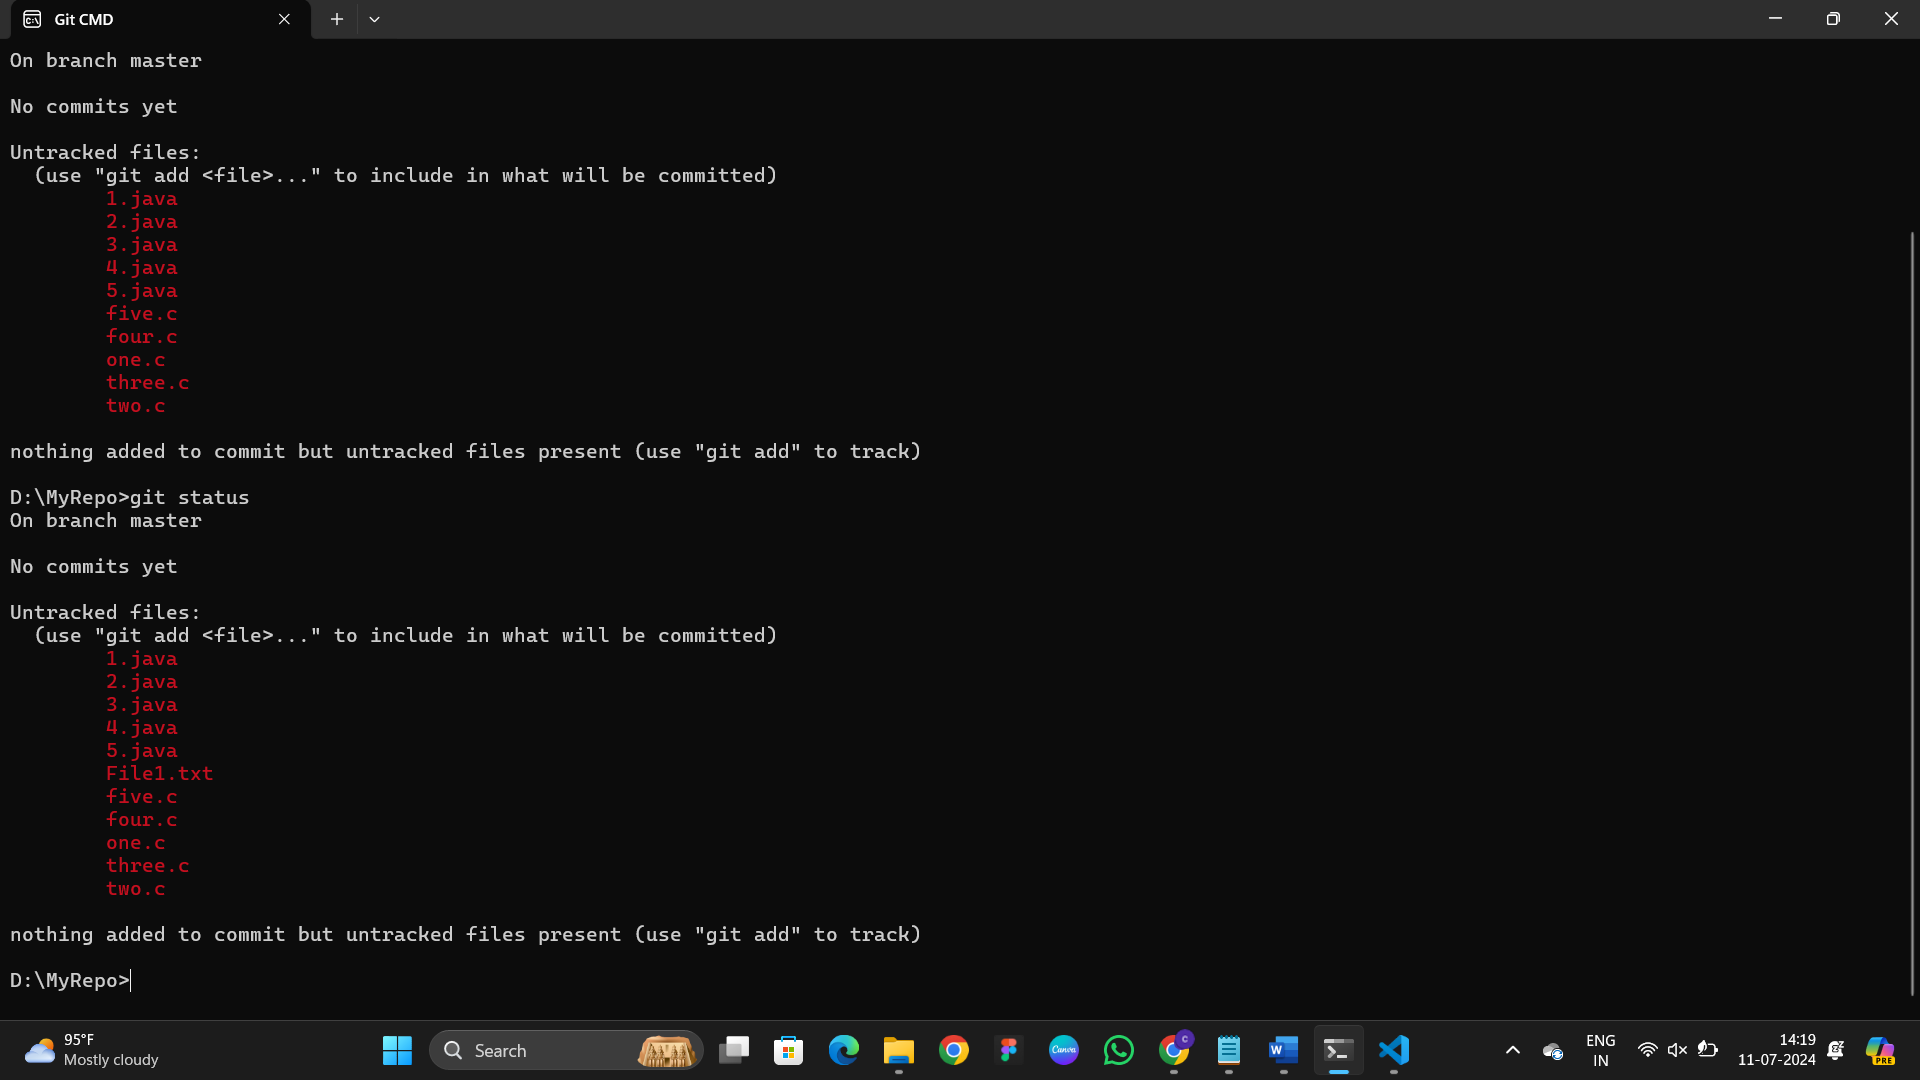 Git CMD
On branch master
No commits yet
Untracked files:
(use "git add <file>..." to include in what will be committed)
1.java
2.java
3.java
4.java
5.java
five.c
four.c
one.c
three.c
two.c
nothing added to commit but untracked files present (use "git add" to track)
D:\MyRepo>git status
On branch master
No commits yet
Untracked files:
(use "git add <file>..." to include in what will be committed)
1.java
2.java
3.java
4.java
5.java
File1.txt
five.c
four.c
one.c
three.c
two.c
nothing added to commit but untracked files present (use "git add" to track)
D:\MyRepo>
95°F
Mostly cloudy
Search
Canva
C
W
ENG
IN
14:19
11-07-2024
PRE